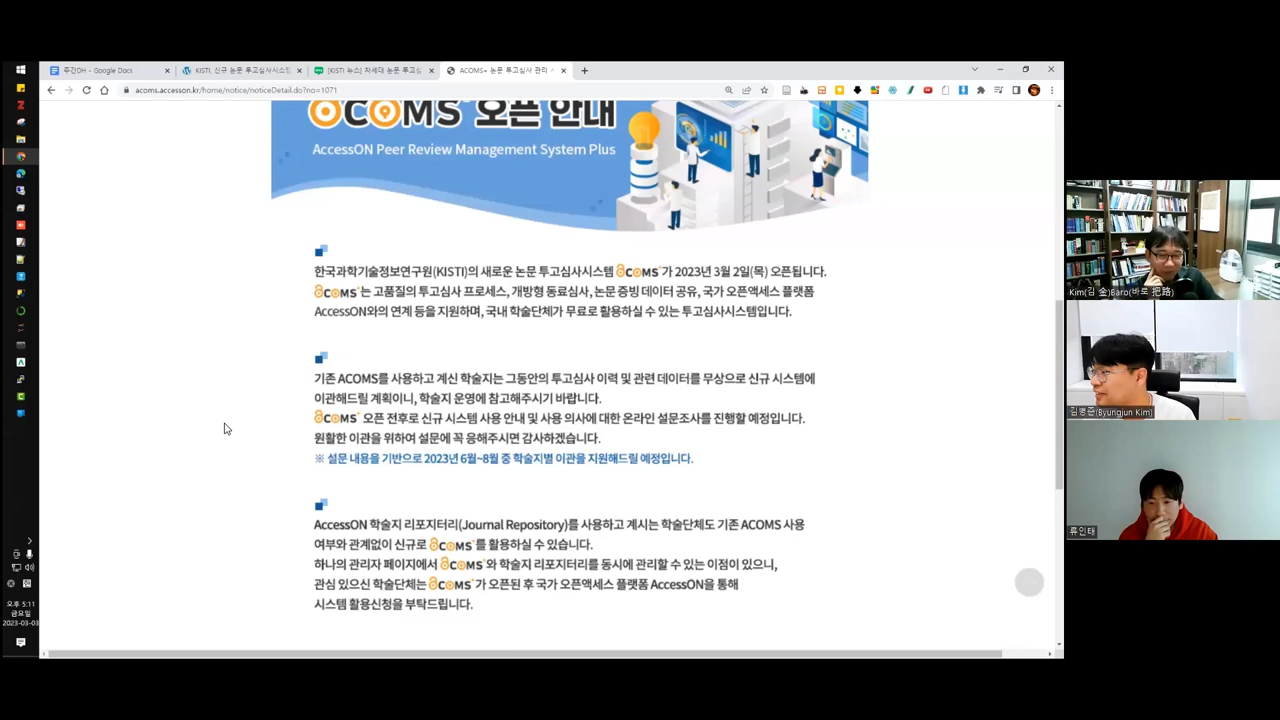 주간OH - Google Docs
KISTI, 신규 논문 투고심사시스템
[KISTI 뉴스] 차세대 논문 투고심
ACOMS+ 논문 투고심사 관리 시
acoms.accesson.kr/home/notice/noticeDetail.do?no=1071
ACOMS+ 오픈 안내
AccessON Peer Review Management System Plus
한국과학기술정보연구원(KISTI)의 새로운 논문 투고심사시스템 ACOMS+가 2023년 3월 2일(목) 오픈됩니다.
ACOMS+는 고품질의 투고심사 프로세스, 개방형 동료심사, 논문 증빙 데이터 공유, 국가 오픈액세스 플랫폼
AccessON와의 연계 등을 지원하며, 국내 학술단체가 무료로 활용하실 수 있는 투고심사시스템입니다.
기존 ACOMS를 사용하고 계신 학술지는 그동안의 투고심사 이력 및 관련 데이터를 무상으로 신규 시스템에
이관해드릴 계획이니, 학술지 운영에 참고해주시기 바랍니다.
ACOMS+ 오픈 전후로 신규 시스템 사용 안내 및 사용 의사에 대한 온라인 설문조사를 진행할 예정입니다.
원활한 이관을 위하여 설문에 꼭 응해주시면 감사하겠습니다.
※ 설문 내용을 기반으로 2023년 6월~8월 중 학술지별 이관을 지원해드릴 예정입니다.
AccessON 학술지 리포지터리(Journal Repository)를 사용하고 계시는 학술단체도 기존 ACOMS 사용
여부와 관계없이 신규로 ACOMS+를 활용하실 수 있습니다.
하나의 관리자 페이지에서 ACOMS+와 학술지 리포지터리를 동시에 관리할 수 있는 이점이 있으니,
관심 있으신 학술단체는 ACOMS+가 오픈된 후 국가 오픈액세스 플랫폼 AccessON을 통해
시스템 활용신청을 부탁드립니다.
오후 5:11
금요일
2023-03-03
Kim(김 金)Baro(바로 把路)
김병준(Byungjun Kim)
류인태